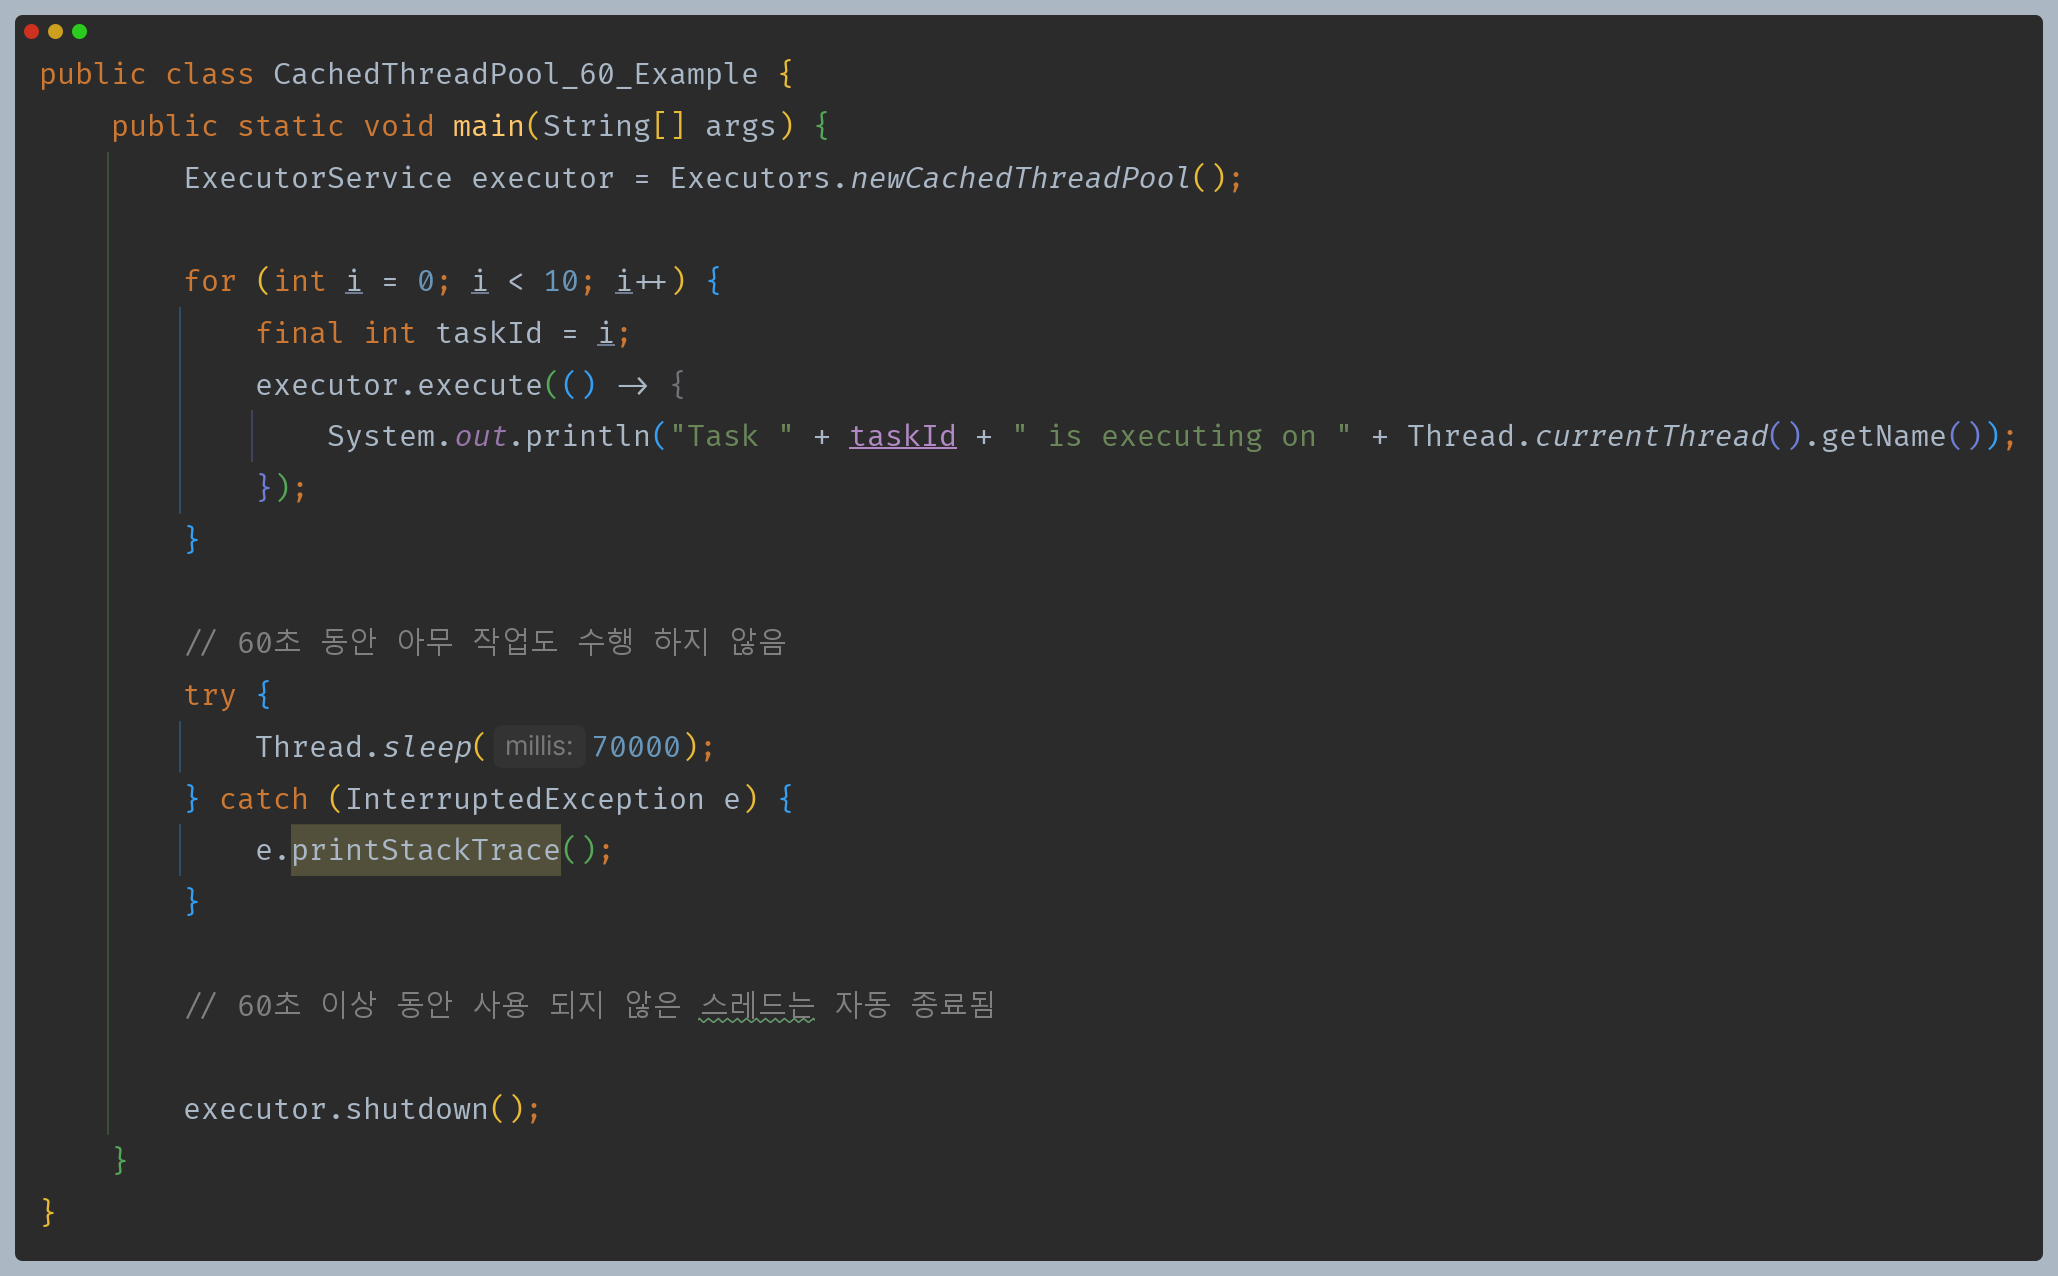 public class CachedThreadPool_60_Example {
    public static void main(String[] args) {
        ExecutorService executor = Executors.newCachedThreadPool();

        for (int i = 0; i < 10; i++) {
            final int taskId = i;
            executor.execute(() -> {
                System.out.println("Task " + taskId + " is executing on " + Thread.currentThread().getName());
            });
        }

        // 60초 동안 아무 작업도 수행 하지 않음
        try {
            Thread.sleep( millis: 70000);
        } catch (InterruptedException e) {
            e.printStackTrace();
        }

        // 60초 이상 동안 사용 되지 않은 스레드는 자동 종료됨

        executor.shutdown();
    }
}